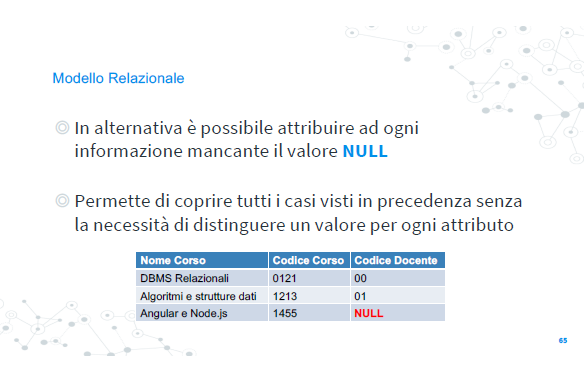 Modello Relazionale
In alternativa è possibile attribuire ad ogni
informazione mancante il valore NULL
Permette di coprire tutti i casi visti in precedenza senza
la necessità di distinguere un valore per ogni attributo
Nome Corso Codice Corso Codice Docente
DBMS Relazionali 0121 00
Algoritmi e strutture dati 1213 01
Angular e Node.js 1455 NULL
65